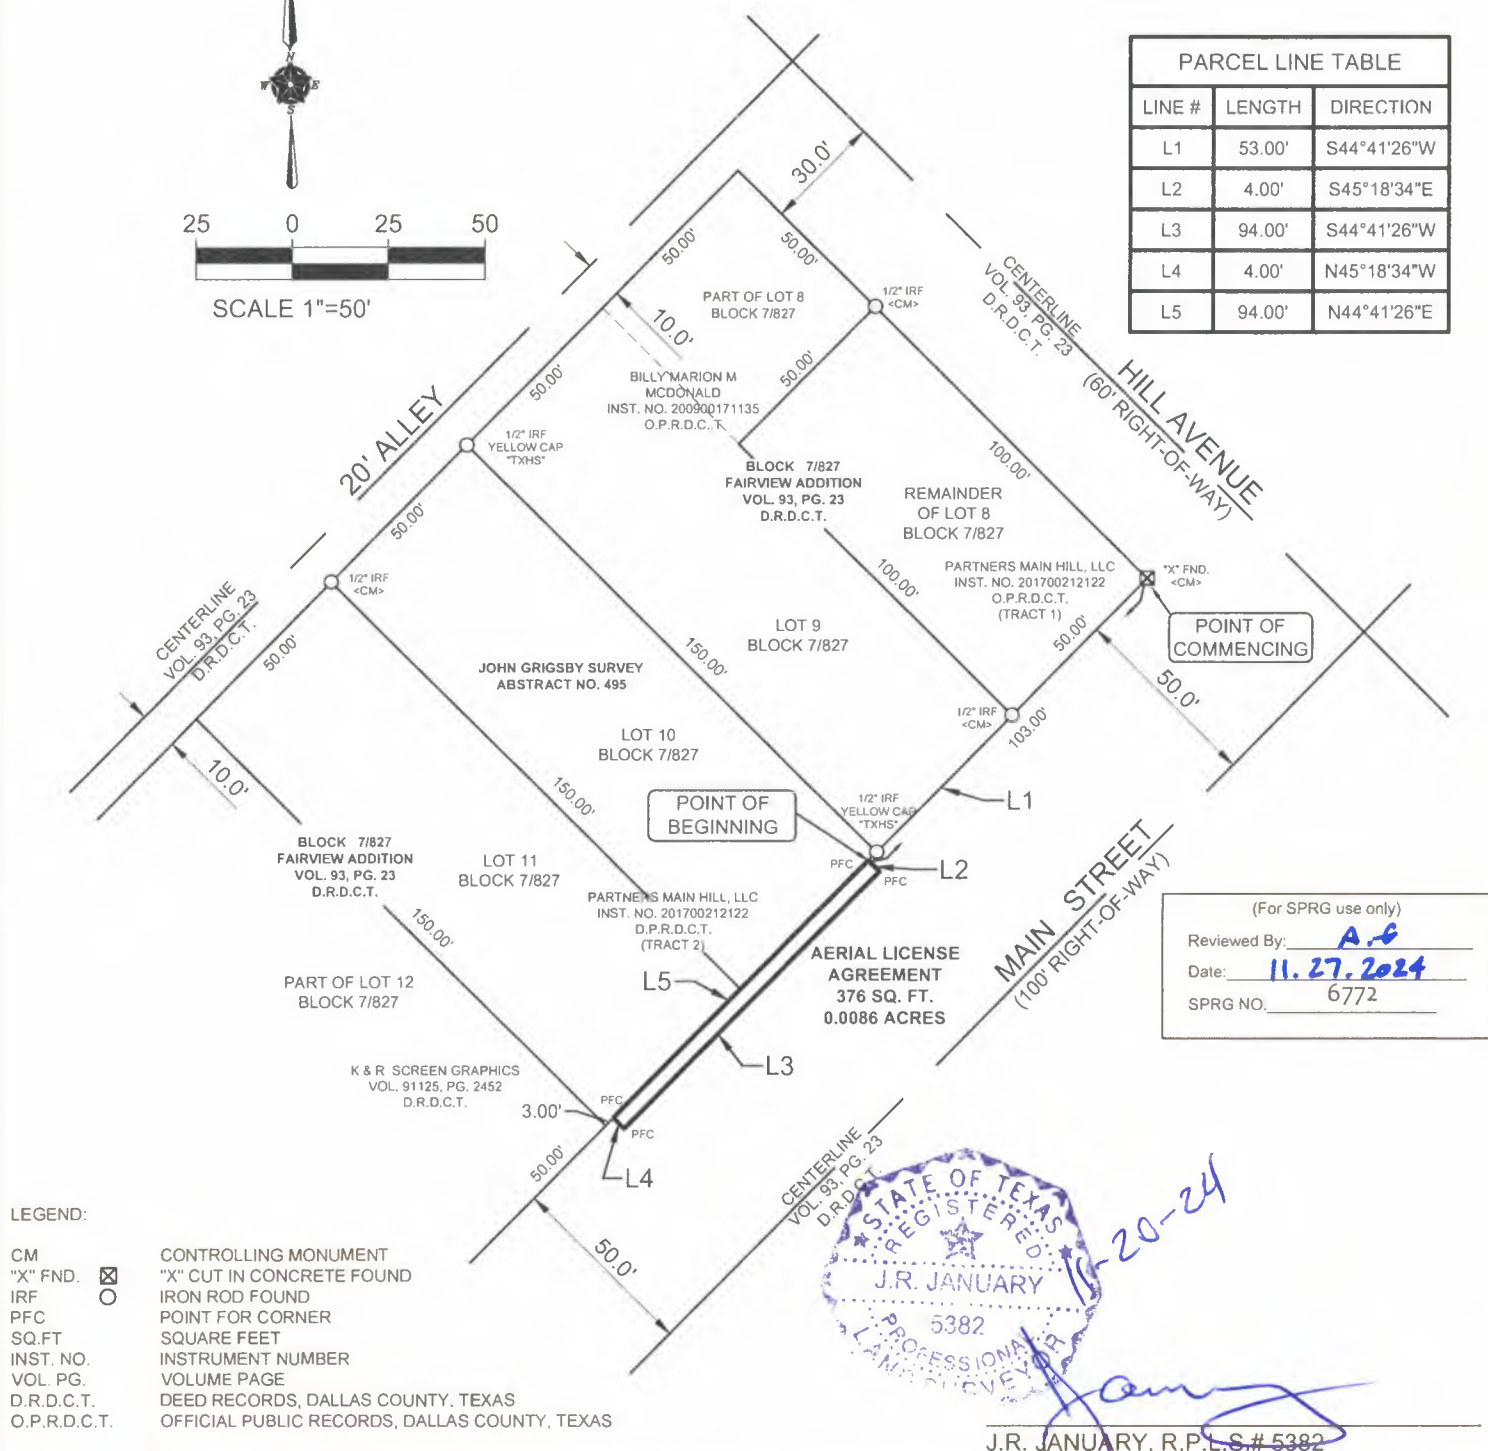 N
W E
S
25 0 25 50
SCALE 1"=50'
PARCEL LINE TABLE
LINE # LENGTH DIRECTION
L1 53.00' S44°41'26"W
L2 4.00' S45°18'34"E
L3 94.00' S44°41'26"W
L4 4.00' N45°18'34"W
L5 94.00' N44°41'26"E
30.0'
50.00'
50.00'
CENTERLINE
VOL. 93, PG. 23
D.R.D.C.T.
HILL AVENUE
(60' RIGHT-OF-WAY)
PART OF LOT 8
BLOCK 7/827
1/2" IRF
<CM>
10.0'
50.00'
50.00'
BILLY MARION M
MCDONALD
INST. NO. 200900171135
O.P.R.D.C.T.
20' ALLEY
1/2" IRF
YELLOW CAP
"TXHS"
100.00'
BLOCK 7/827
FAIRVIEW ADDITION
VOL. 93, PG. 23
D.R.D.C.T.
REMAINDER
OF LOT 8
BLOCK 7/827
50.00'
100.00'
PARTNERS MAIN HILL, LLC
INST. NO. 201700212122
O.P.R.D.C.T.
(TRACT 1)
"X" FND.
<CM>
POINT OF
COMMENCING
1/2" IRF
<CM>
CENTERLINE
VOL. 93, PG. 23
D.R.D.C.T.
50.00'
LOT 9
BLOCK 7/827
50.00'
150.00'
JOHN GRIGSBY SURVEY
ABSTRACT NO. 495
50.0'
1/2" IRF
<CM>
103.00'
LOT 10
BLOCK 7/827
10.0'
150.00'
POINT OF
BEGINNING
1/2" IRF
YELLOW CAP
"TXHS"
L1
BLOCK 7/827
FAIRVIEW ADDITION
VOL. 93, PG. 23
D.R.D.C.T.
LOT 11
BLOCK 7/827
PFC
L2
PFC
MAIN STREET
(100' RIGHT-OF-WAY)
PARTNERS MAIN HILL, LLC
INST. NO. 201700212122
D.P.R.D.C.T.
(TRACT 2)
150.00'
AERIAL LICENSE
AGREEMENT
376 SQ. FT.
0.0086 ACRES
(For SPRG use only)
Reviewed By: A.G
Date: 11.27.2024
SPRG NO. 6772
PART OF LOT 12
BLOCK 7/827
L5
L3
K & R SCREEN GRAPHICS
VOL. 91125, PG. 2452
D.R.D.C.T.
3.00'
PFC
PFC
L4
50.00'
CENTERLINE
VOL. 93, PG. 23
D.R.D.C.T.
50.0'
STATE OF TEXAS
REGISTERED
J.R. JANUARY
5382
PROFESSIONAL
LAND SURVEYOR
11-20-24
LEGEND:
CM CONTROLLING MONUMENT
"X" FND. "X" CUT IN CONCRETE FOUND
IRF IRON ROD FOUND
PFC POINT FOR CORNER
SQ.FT SQUARE FEET
INST. NO. INSTRUMENT NUMBER
VOL. PG. VOLUME PAGE
D.R.D.C.T. DEED RECORDS, DALLAS COUNTY, TEXAS
O.P.R.D.C.T. OFFICIAL PUBLIC RECORDS, DALLAS COUNTY, TEXAS
J.R. JANUARY, R.P.L.S.# 5382